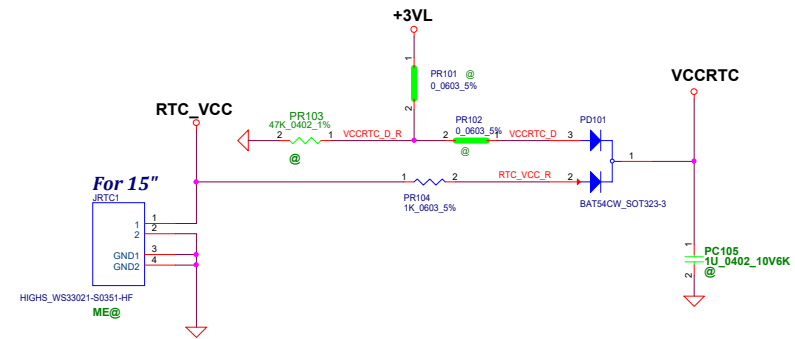 +3VL
1
PR101 @
0_0603_5%
2
VCCRTC
RTC_VCC
PR103
47K_0402_1%
2
1
VCCRTC_D_R
@
PR102
0_0603_5%
2
1
VCCRTC_D
@
3
PD101
1
For 15"
JRTC1
1
2
PR104
1K_0603_5%
RTC_VCC_R
2
BAT54CW_SOT323-3
1 1
2 2
GND1 3
GND2 4
HIGHS_WS33021-S0351-HF
ME@
1
PC105
1U_0402_10V6K
@
2